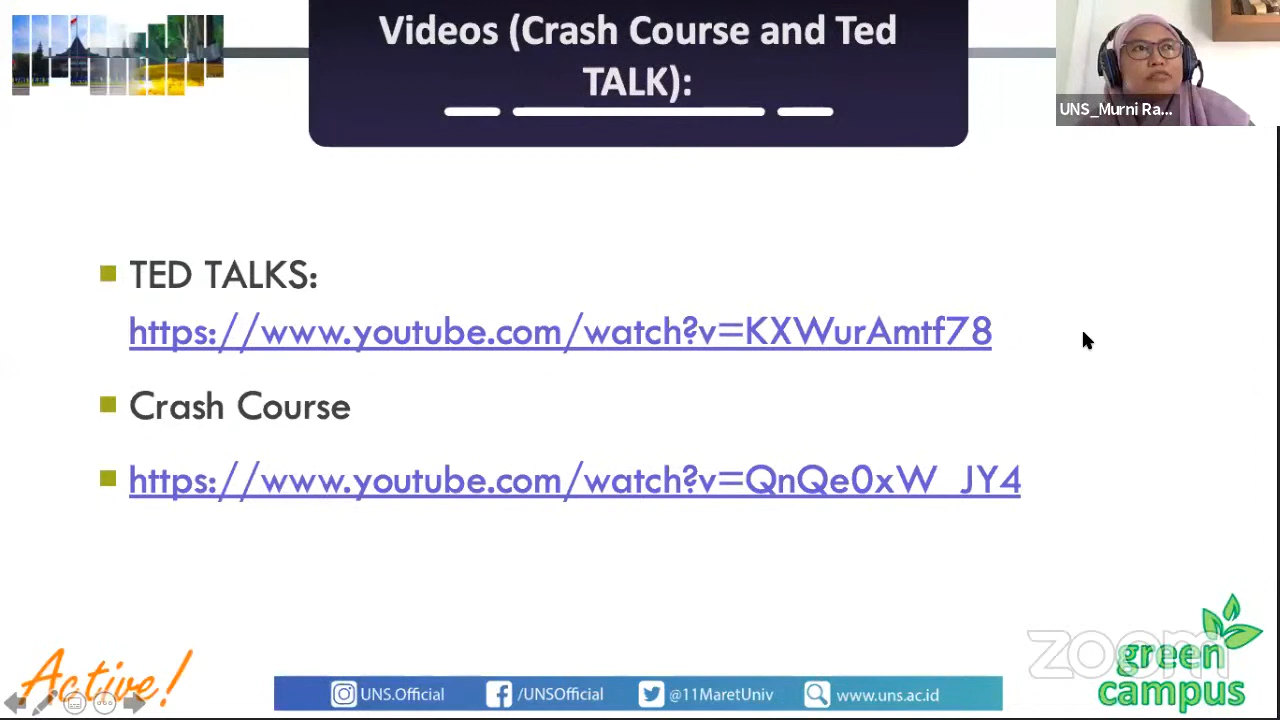 Videos (Crash Course and Ted
TALK):
UNS_Murni Ra...
TED TALKS:
https://www.youtube.com/watch?v=KXWurAmtf78
Crash Course
https://www.youtube.com/watch?v=QnQe0xW_JY4
Active!
UNS.Official
/UNSOfficial
@11MaretUniv
www.uns.ac.id
zoom
green
campus